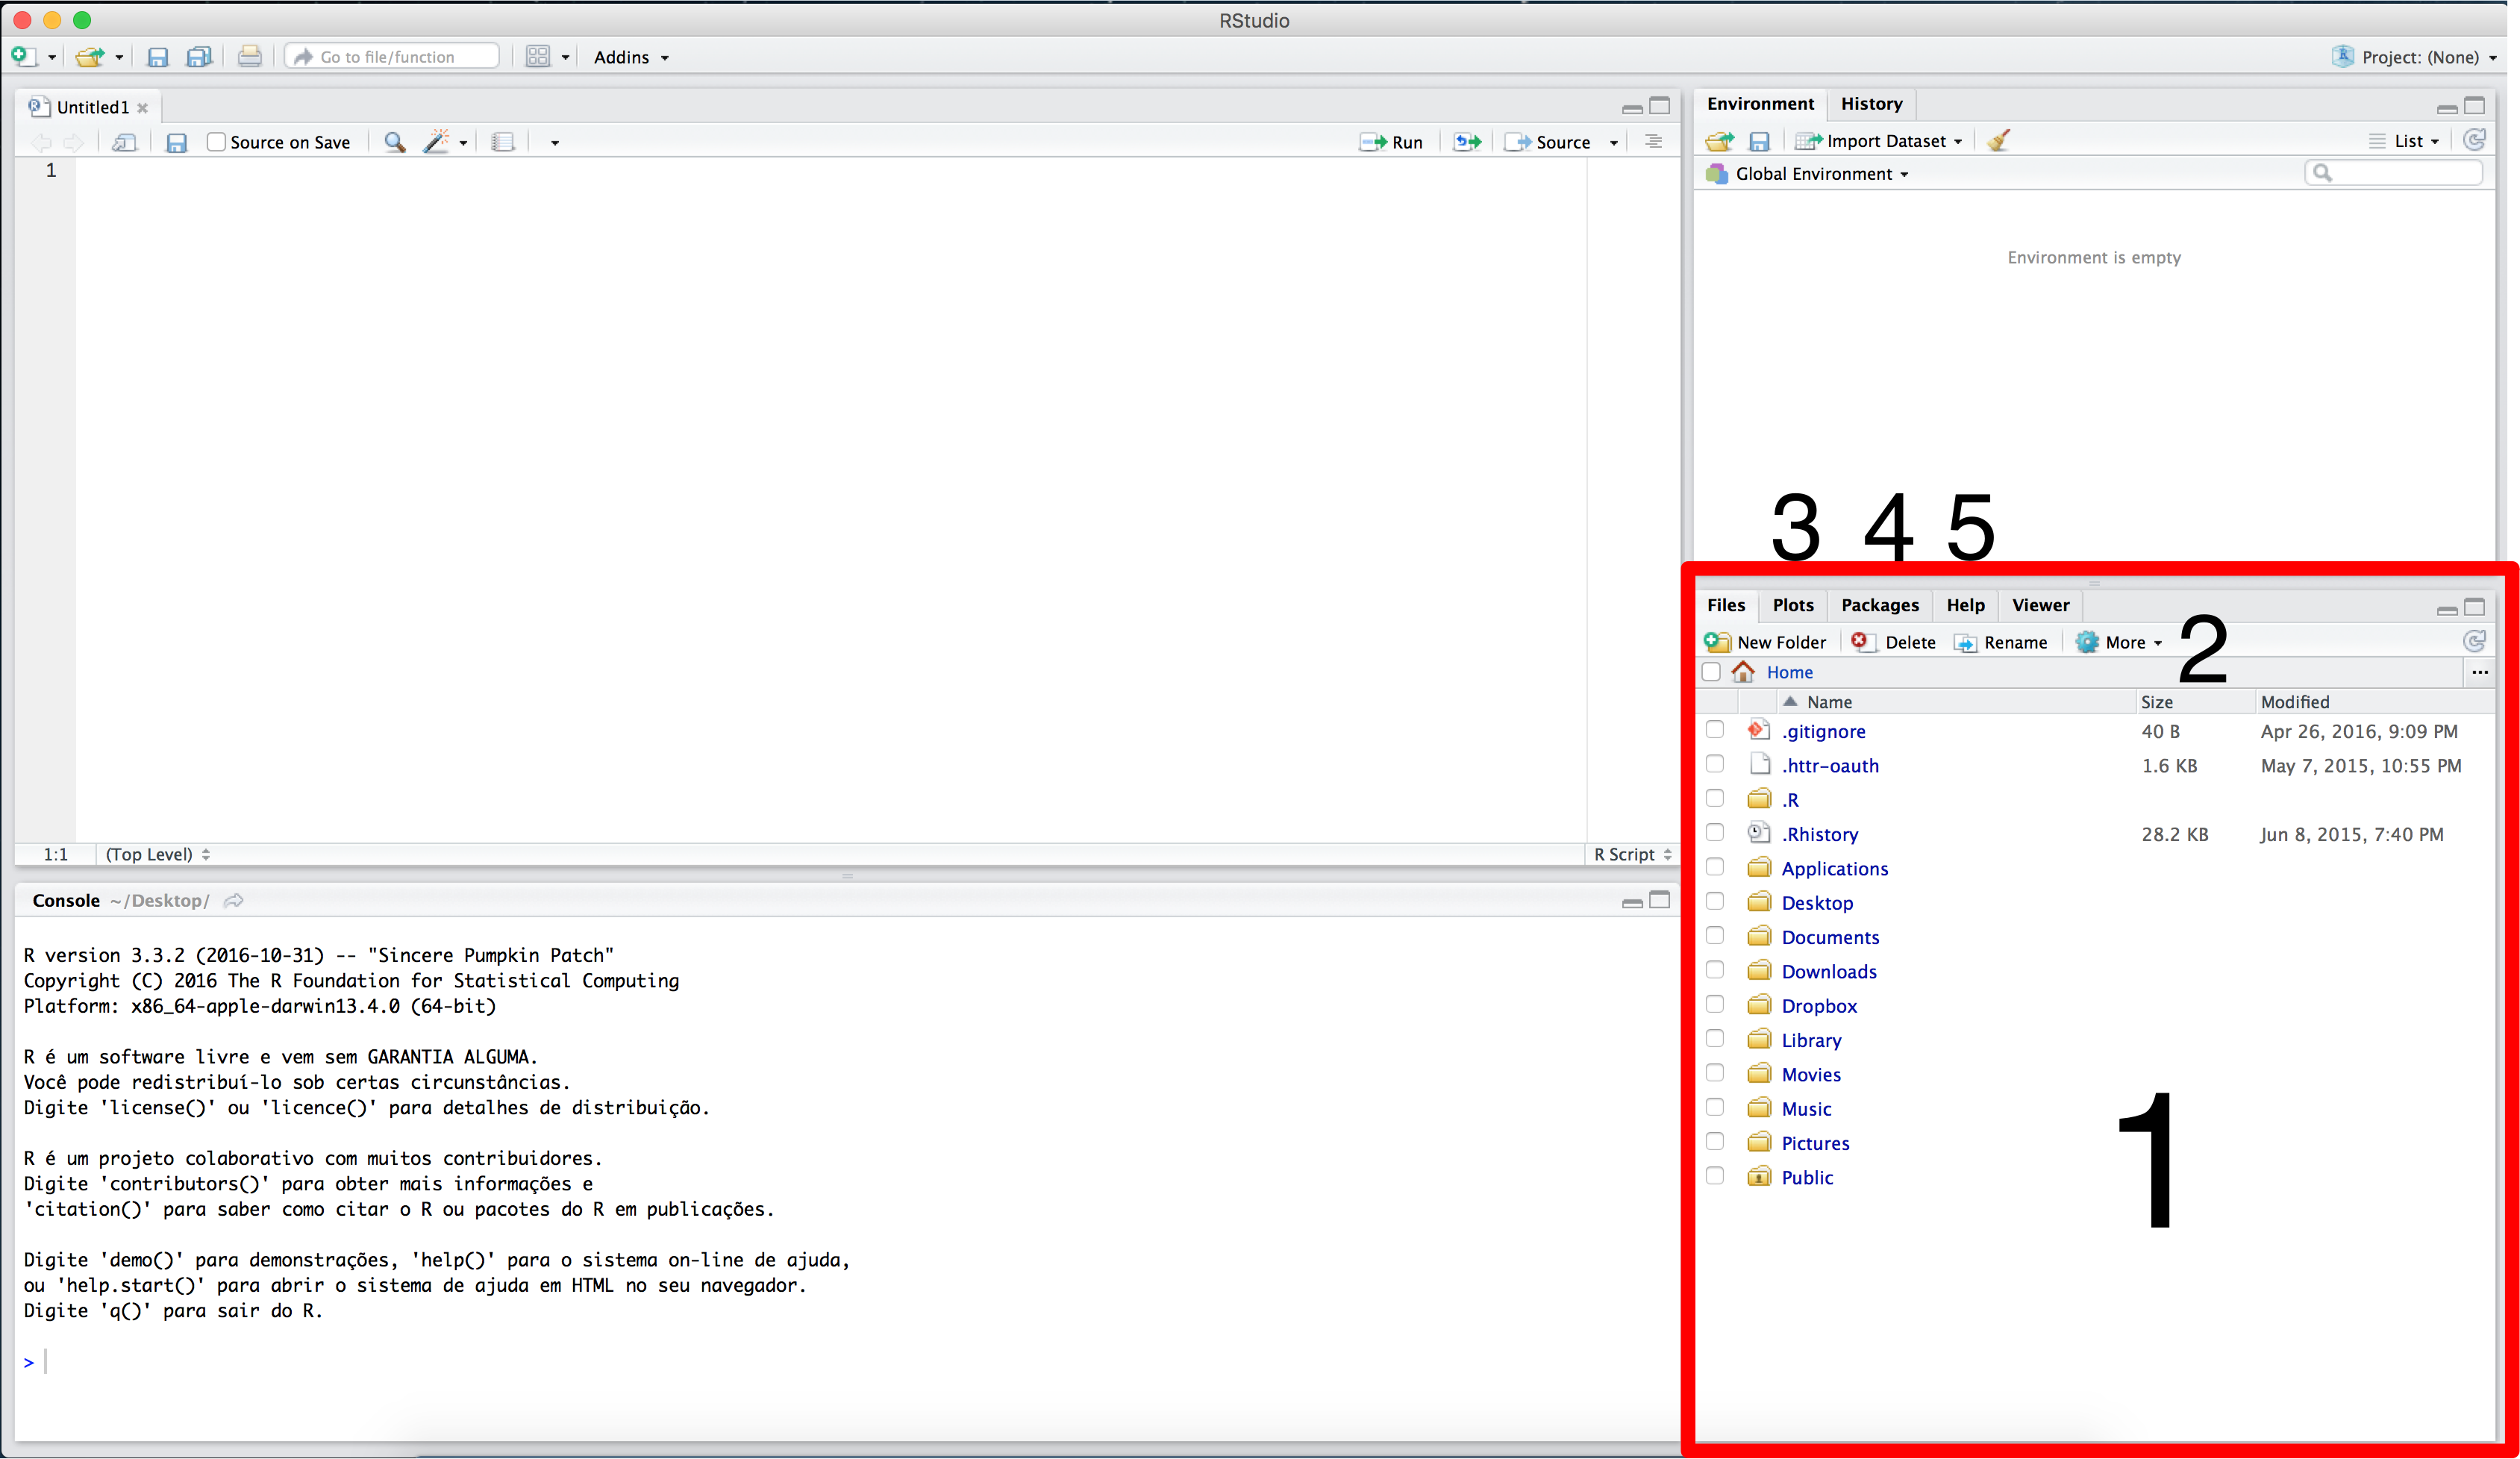 RStudio
Go to file/function
Addins
Project: (None)
Untitled1
Source on Save
Run
Source
1
1:1
(Top Level)
R Script
Console ~/Desktop/
R version 3.3.2 (2016-10-31) -- "Sincere Pumpkin Patch"
Copyright (C) 2016 The R Foundation for Statistical Computing
Platform: x86_64-apple-darwin13.4.0 (64-bit)
R é um software livre e vem sem GARANTIA ALGUMA.
Você pode redistribuí-lo sob certas circunstâncias.
Digite 'license()' ou 'licence()' para detalhes de distribuição.
R é um projeto colaborativo com muitos contribuidores.
Digite 'contributors()' para obter mais informações e
'citation()' para saber como citar o R ou pacotes do R em publicações.
Digite 'demo()' para demonstrações, 'help()' para o sistema on-line de ajuda,
ou 'help.start()' para abrir o sistema de ajuda em HTML no seu navegador.
Digite 'q()' para sair do R.
>
Environment History
Import Dataset
List
Global Environment
Environment is empty
3 4 5
Files Plots Packages Help Viewer
New Folder Delete Rename More
2
Home ...
Name Size Modified
.gitignore 40 B Apr 26, 2016, 9:09 PM
.httr-oauth 1.6 KB May 7, 2015, 10:55 PM
.R
.Rhistory 28.2 KB Jun 8, 2015, 7:40 PM
Applications
Desktop
Documents
Downloads
Dropbox
Library
Movies
Music
Pictures
Public
1